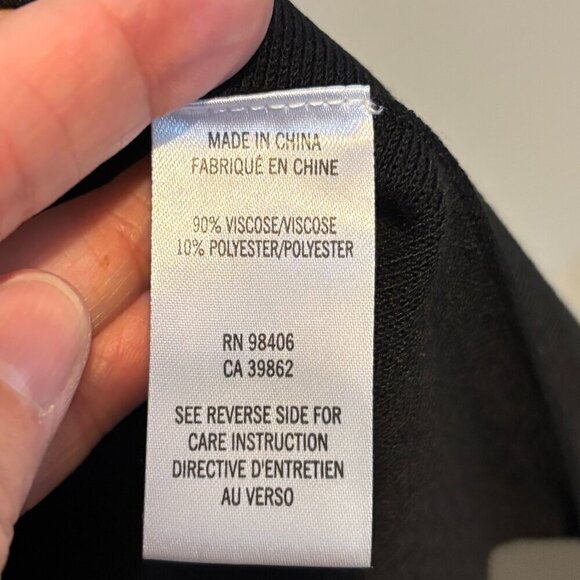 MADE IN CHINA
FABRIQUÉ EN CHINE
90% VISCOSE/VISCOSE
10% POLYESTER/POLYESTER
RN 98406
CA 39862
SEE REVERSE SIDE FOR
CARE INSTRUCTION
DIRECTIVE D'ENTRETIEN
AU VERSO